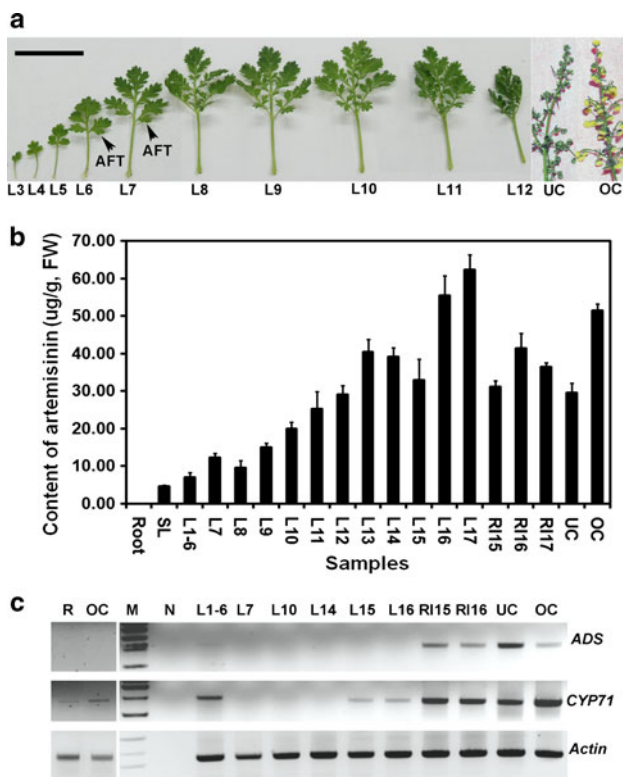 a
AFT
AFT
L3 L4 L5 L6 L7 L8 L9 L10 L11 L12 UC OC
b
Content of artemisinin (ug/g, FW)
70.00
60.00
50.00
40.00
30.00
20.00
10.00
0.00
Root SL L1-6 L7 L8 L9 L10 L11 L12 L13 L14 L15 L16 L17 RI15 RI16 RI17 UC OC
Samples
c
R OC M N L1-6 L7 L10 L14 L15 L16 RI15 RI16 UC OC
ADS
CYP71
Actin